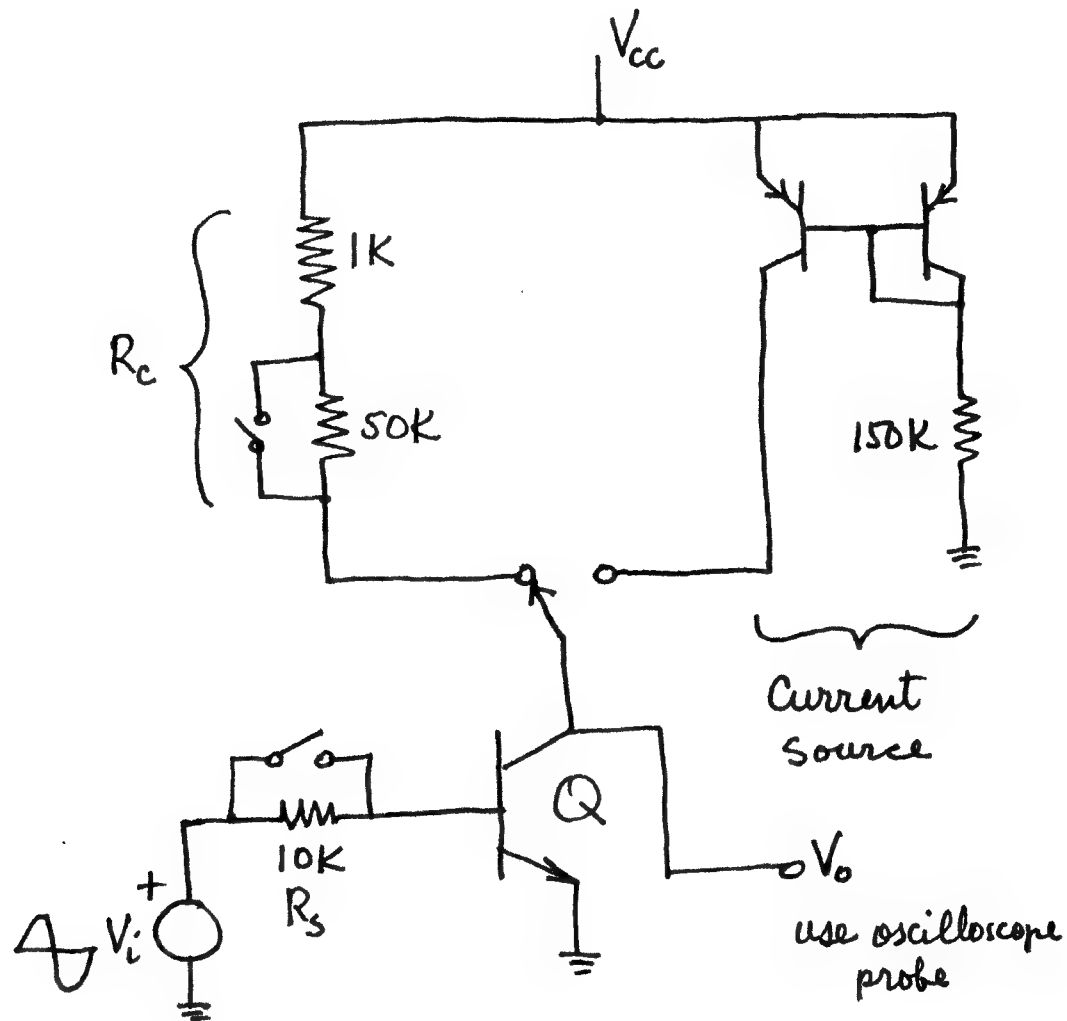 Vcc
1K
Rc
50K
150K
Current
Source
Q
10K
Rs
+
Vi
Vo
use oscilloscope
probe